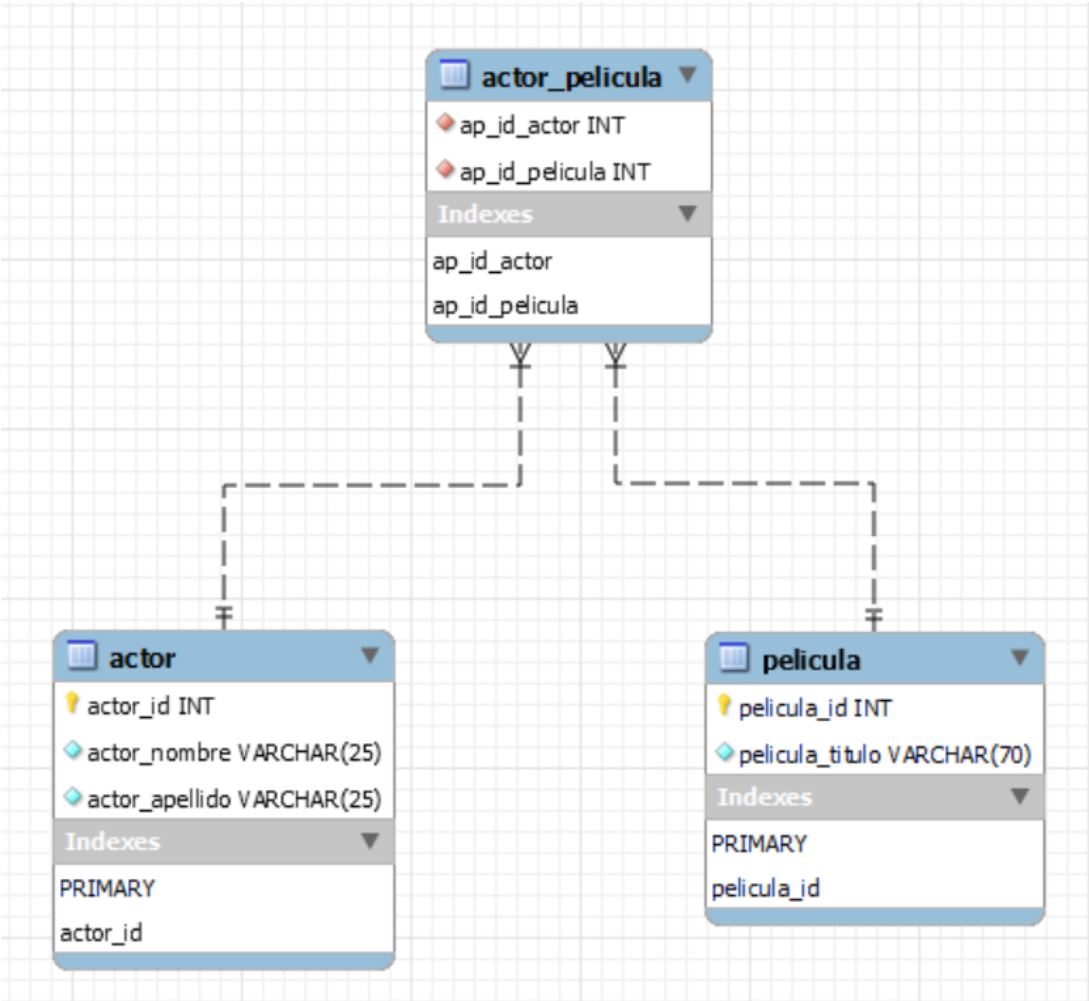 actor_pelicula
ap_id_actor INT
ap_id_pelicula INT
Indexes
ap_id_actor
ap_id_pelicula
actor
actor_id INT
actor_nombre VARCHAR(25)
actor_apellido VARCHAR(25)
Indexes
PRIMARY
actor_id
pelicula
pelicula_id INT
pelicula_titulo VARCHAR(70)
Indexes
PRIMARY
pelicula_id